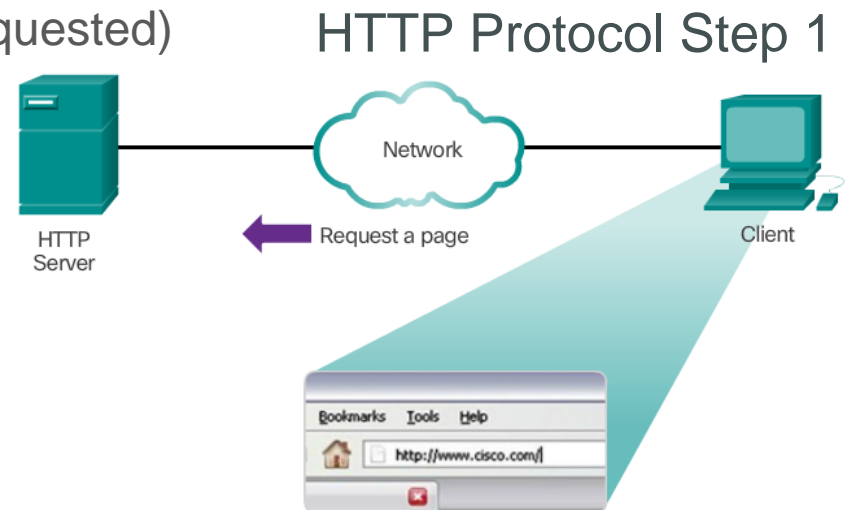 quested)
HTTP Protocol Step 1
Network
Request a page
HTTP
Server
Client
Bookmarks Tools Help
http://www.cisco.com/